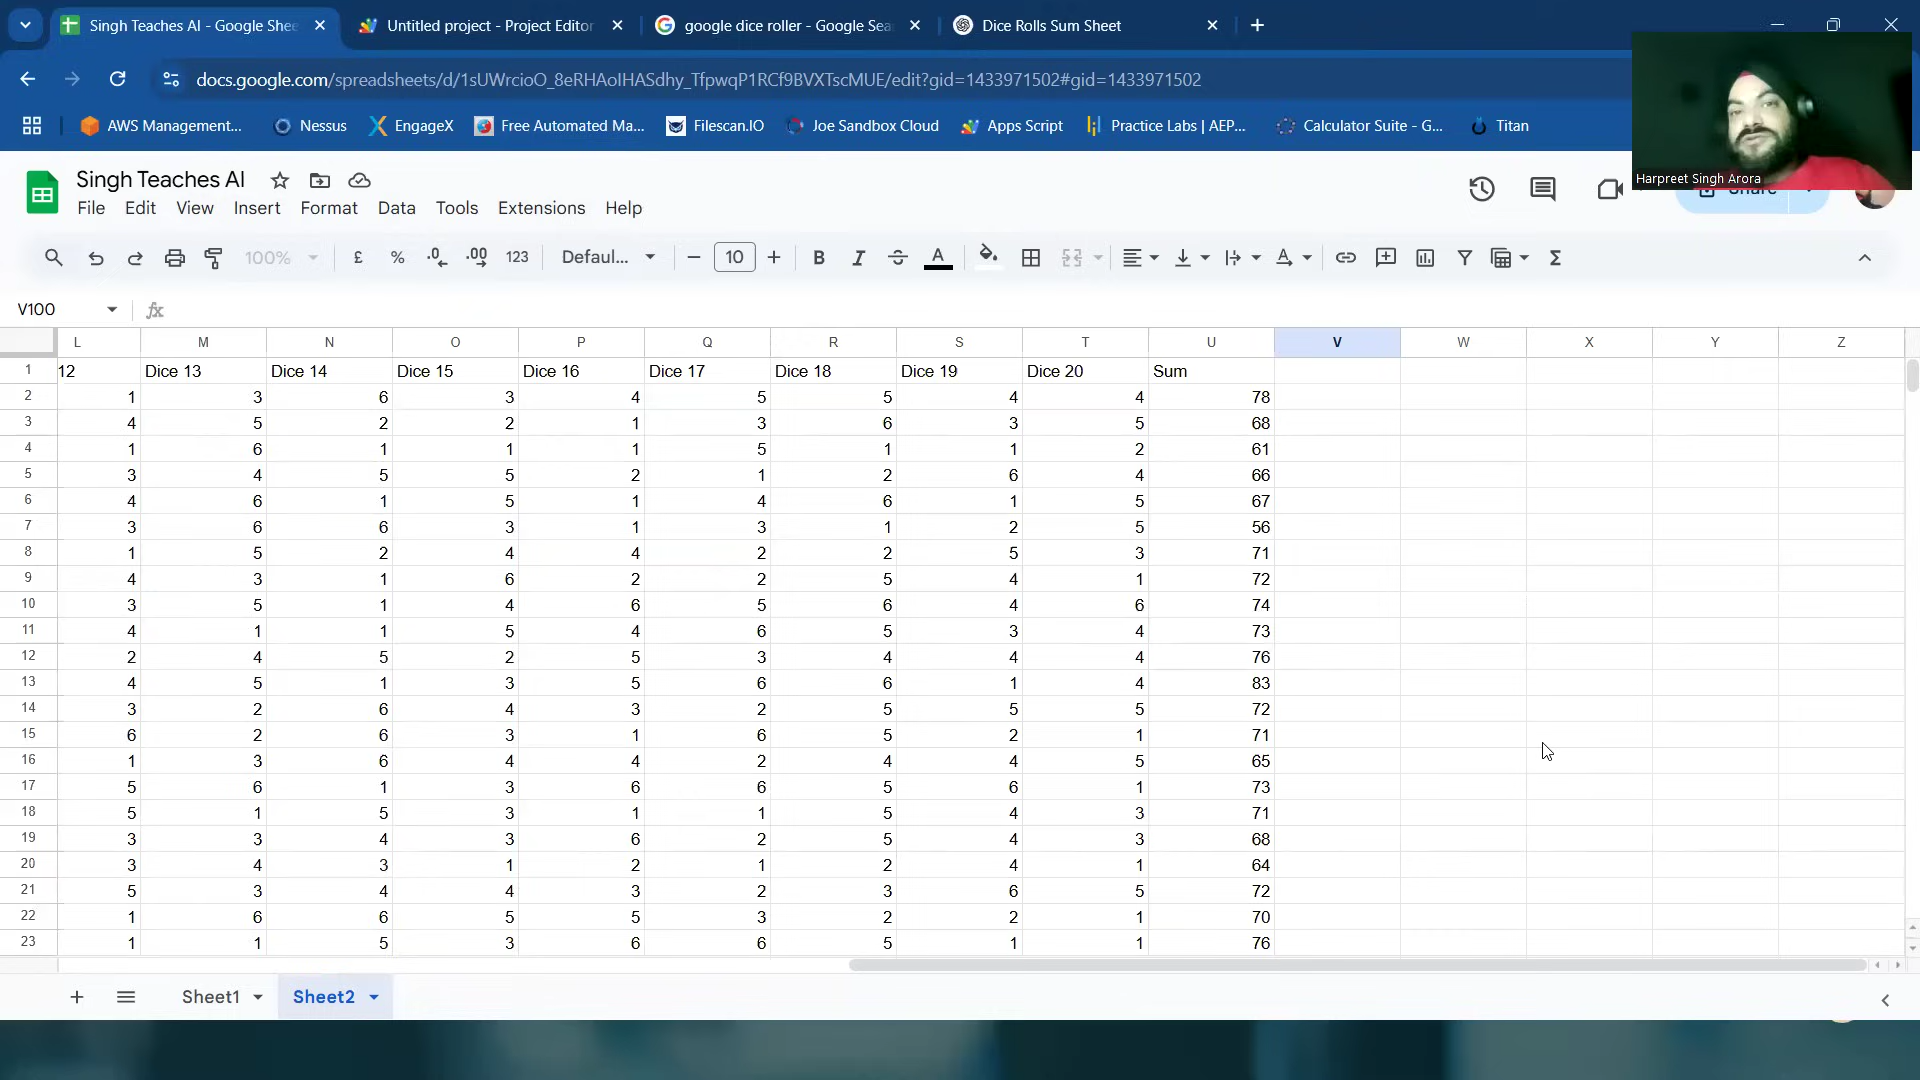 Singh Teaches AI - Google Shee
Untitled project - Project Editor
google dice roller - Google Sea
Dice Rolls Sum Sheet
docs.google.com/spreadsheets/d/1sUWrcioO_8eRHAoIHASdhy_TfpwqP1RCf9BVXTscMUE/edit?gid=1433971502#gid=1433971502
AWS Management... Nessus EngageX Free Automated Ma... Filescan.IO Joe Sandbox Cloud Apps Script Practice Labs | AEP... Calculator Suite - G... Titan
Harpreet Singh Arora
Singh Teaches AI
Share
File Edit View Insert Format Data Tools Extensions Help
100% £ % .0 .00 123 Defaul... 10 B I A Σ
V100 fx
L M N O P Q R S T U V W X Y Z
1 12 Dice 13 Dice 14 Dice 15 Dice 16 Dice 17 Dice 18 Dice 19 Dice 20 Sum
2 1 3 6 3 4 5 5 4 4 78
3 4 5 2 2 1 3 6 3 5 68
4 1 6 1 1 1 5 1 1 2 61
5 3 4 5 5 2 1 2 6 4 66
6 4 6 1 5 1 4 6 1 5 67
7 3 6 6 3 1 3 1 2 5 56
8 1 5 2 4 4 2 2 5 3 71
9 4 3 1 6 2 2 5 4 1 72
10 3 5 1 4 6 5 6 4 6 74
11 4 1 1 5 4 6 5 3 4 73
12 2 4 5 2 5 3 4 4 4 76
13 4 5 1 3 5 6 6 1 4 83
14 3 2 6 4 3 2 5 5 5 72
15 6 2 6 3 1 6 5 2 1 71
16 1 3 6 4 4 2 4 4 5 65
17 5 6 1 3 6 6 5 6 1 73
18 5 1 5 3 1 1 5 4 3 71
19 3 3 4 3 6 2 5 4 3 68
20 3 4 3 1 2 1 2 4 1 64
21 5 3 4 4 3 2 3 6 5 72
22 1 6 6 5 5 3 2 2 1 70
23 1 1 5 3 6 6 5 1 1 76
Sheet1 Sheet2